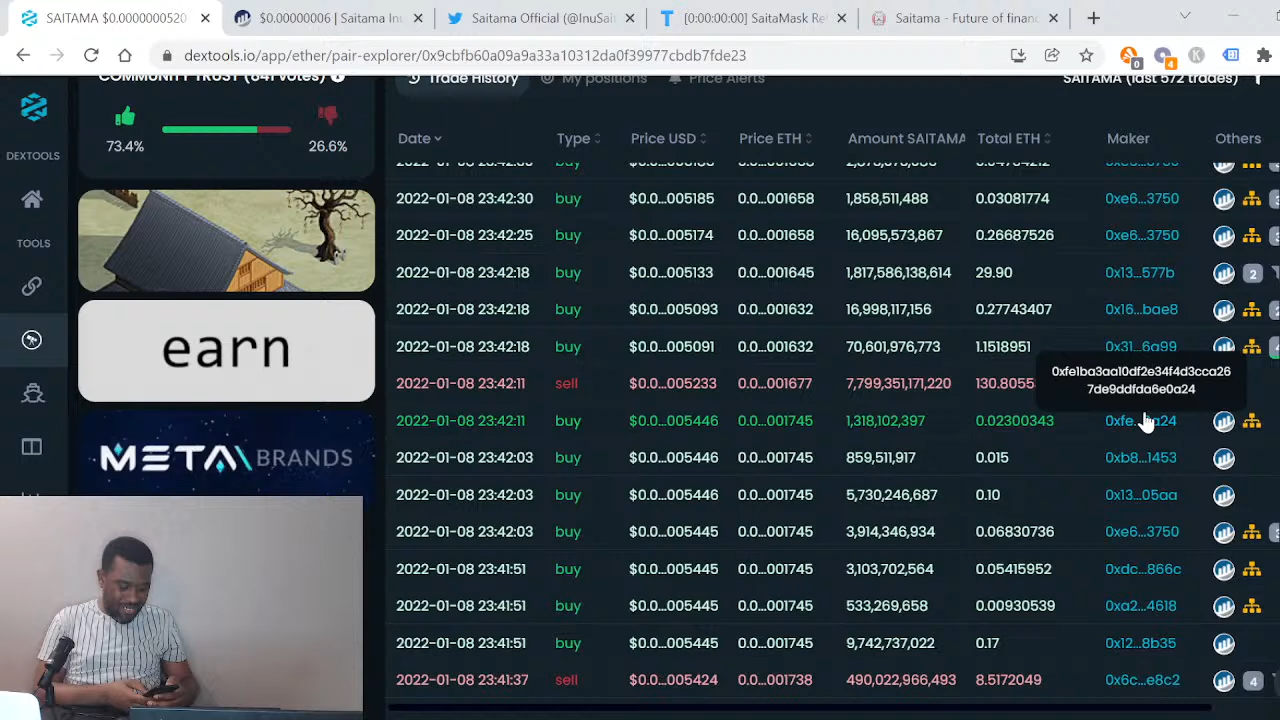 SAITAMA $0.0000000520
$0.00000006 | Saitama Inu
Saitama Official (@InuSai
[0:00:00:30] SaitaMask Re
Saitama - Future of financ
dextools.io/app/ether/pair-explorer/0x9cbfb60a09a9a33a10312da0f39977cbdb7fde23
0
4
K
DEXTOOLS
TOOLS
COMMUNITY TRUST (841 votes)
73.4%
26.6%
earn
META BRANDS
Trade History My positions Price Alerts SAITAMA (last 572 trades)
Date Type Price USD Price ETH Amount SAITAMA Total ETH Maker Others
2022-01-08 23:42:30 buy $0.0...005185 0.0...001658 1,858,511,488 0.03081774 0xe6...3750
2022-01-08 23:42:25 buy $0.0...005174 0.0...001658 16,095,573,867 0.26687526 0xe6...3750
2022-01-08 23:42:18 buy $0.0...005133 0.0...001645 1,817,586,138,614 29.90 0x13...577b 2
2022-01-08 23:42:18 buy $0.0...005093 0.0...001632 16,998,117,156 0.27743407 0x16...bae8
2022-01-08 23:42:18 buy $0.0...005091 0.0...001632 70,601,976,773 1.1518951 0x31...6a99
0xfe1ba3aa10df2e34f4d3cca26
7de9ddfda6e0a24
2022-01-08 23:42:11 sell $0.0...005233 0.0...001677 7,799,351,171,220 130.8055
2022-01-08 23:42:11 buy $0.0...005446 0.0...001745 1,318,102,397 0.02300343 0xfe...0a24
2022-01-08 23:42:03 buy $0.0...005446 0.0...001745 859,511,917 0.015 0xb8...1453
2022-01-08 23:42:03 buy $0.0...005446 0.0...001745 5,730,246,687 0.10 0x13...05aa
2022-01-08 23:42:03 buy $0.0...005445 0.0...001745 3,914,346,934 0.06830736 0xe6...3750
2022-01-08 23:41:51 buy $0.0...005445 0.0...001745 3,103,702,564 0.05415952 0xdc...866c
2022-01-08 23:41:51 buy $0.0...005445 0.0...001745 533,269,658 0.00930539 0xa2...4618
2022-01-08 23:41:51 buy $0.0...005445 0.0...001745 9,742,737,022 0.17 0x12...8b35
2022-01-08 23:41:37 sell $0.0...005424 0.0...001738 490,022,966,493 8.5172049 0x6c...e8c2 4